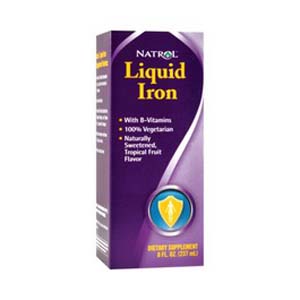 NATROL
Liquid
Iron
• With B-Vitamins
• 100% Vegetarian
• Naturally
Sweetened,
Tropical Fruit
Flavor
DIETARY SUPPLEMENT
8 FL. OZ. (237 mL)